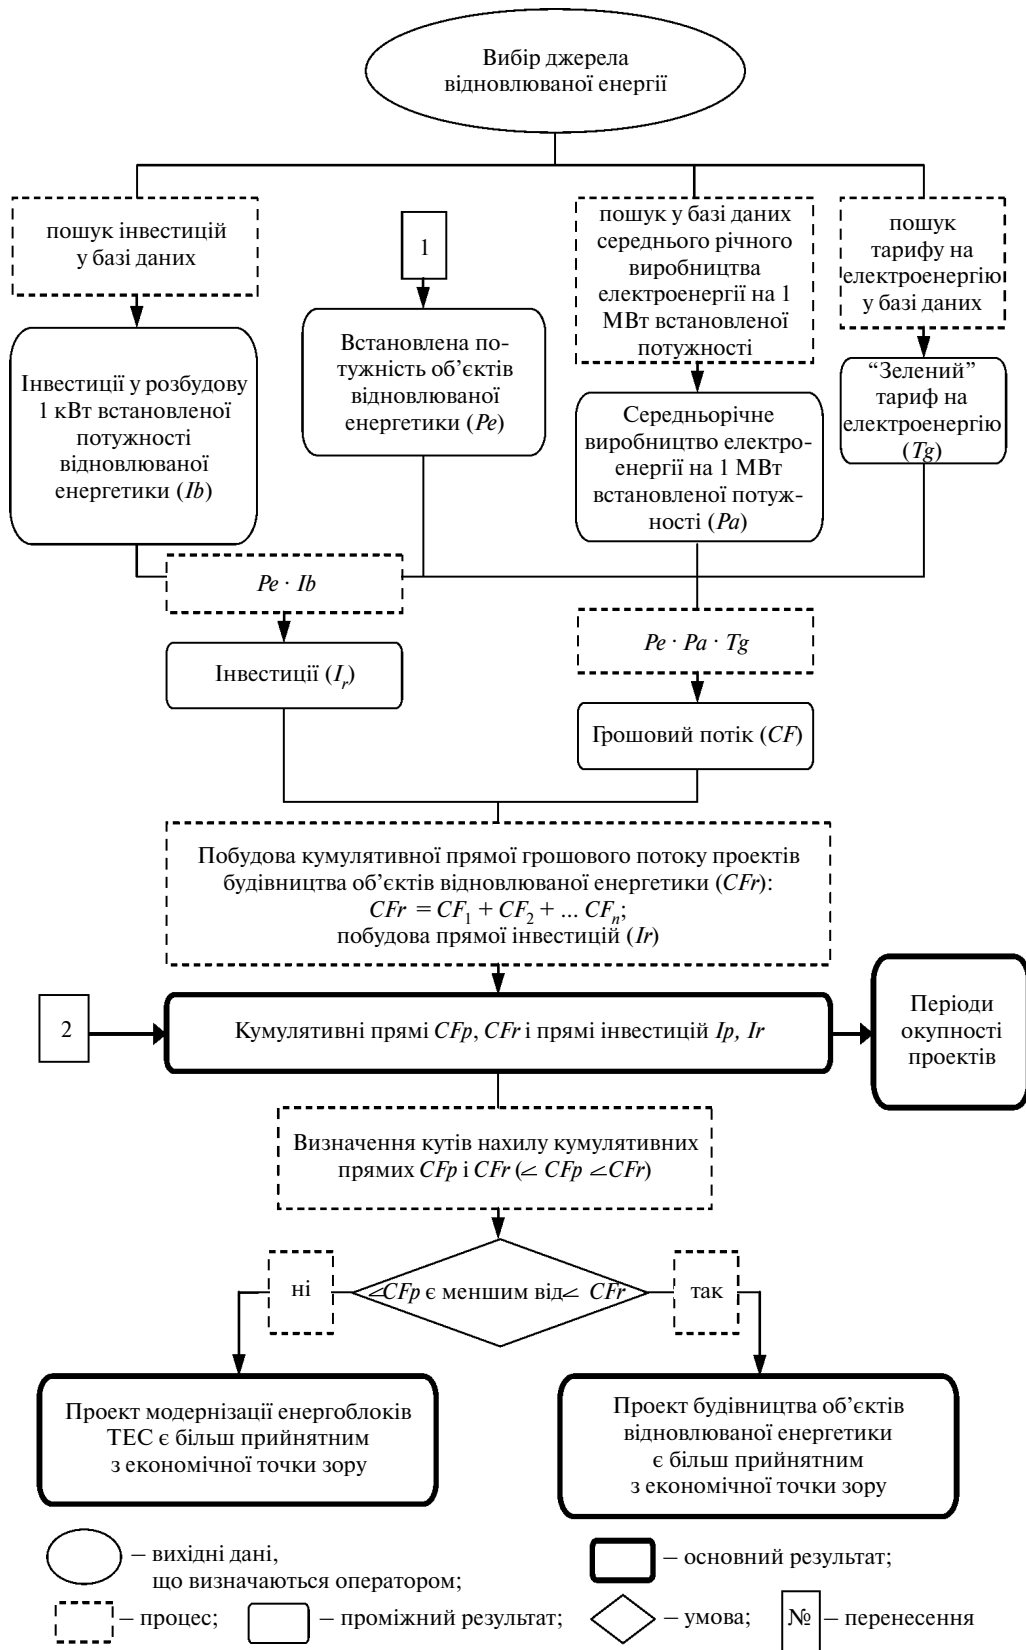 Вибір джерела
відновлюваної енергії
пошук інвестицій
у базі даних
1
пошук у базі даних
середнього річного
виробництва
електроенергії на 1
МВт встановленої
потужності
пошук
тарифу на
електроенергію
у базі даних
Інвестиції у розбудову
1 кВт встановленої
потужності
відновлюваної
енергетики (Ib)
Встановлена по-
тужність об’єктів
відновлюваної
енергетики (Pe)
Середньорічне
виробництво електро-
енергії на 1 МВт
встановленої потуж-
ності (Pa)
“Зелений”
тариф на
електроенергію
(Tg)
Pe · Ib
Pe · Pa · Tg
Інвестиції (I_r)
Грошовий потік (CF)
Побудова кумулятивної прямої грошового потоку проектів
будівництва об’єктів відновлюваної енергетики (CFr):
CFr = CF₁ + CF₂ + ... CFₙ;
побудова прямої інвестицій (Ir)
2
Кумулятивні прямі CFp, CFr і прямі інвестицій Ip, Ir
Періоди
окупності
проектів
Визначення кутів нахилу кумулятивних
прямих CFp і CFr (∠ CFp ∠CFr)
ні
∠CFp є меншим від∠ CFr
так
Проект модернізації енергоблоків
ТЕС є більш прийнятним
з економічної точки зору
Проект будівництва об’єктів
відновлюваної енергетики
є більш прийнятним
з економічної точки зору
– вихідні дані,
що визначаються оператором;
– основний результат;
– процес;
– проміжний результат;
– умова;
№
– перенесення